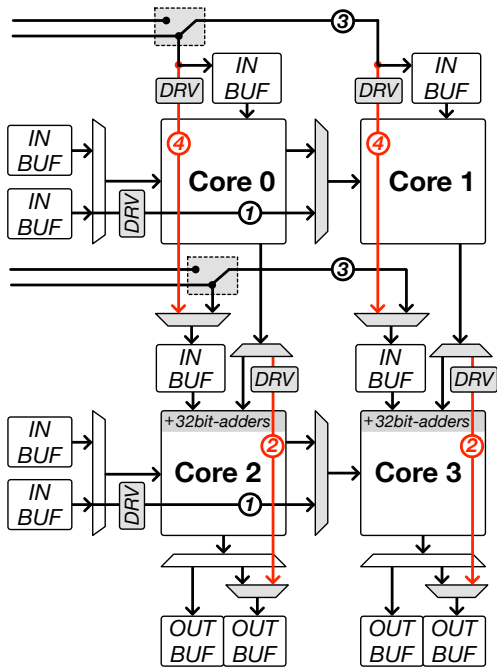 3
IN
BUF
IN
BUF
DRV
DRV
4
4
IN
BUF
Core 0
Core 1
IN
BUF
DRV
1
3
IN
BUF
IN
BUF
DRV
DRV
+32bit-adders
+32bit-adders
IN
BUF
2
2
Core 2
Core 3
IN
BUF
DRV
1
OUT
BUF
OUT
BUF
OUT
BUF
OUT
BUF